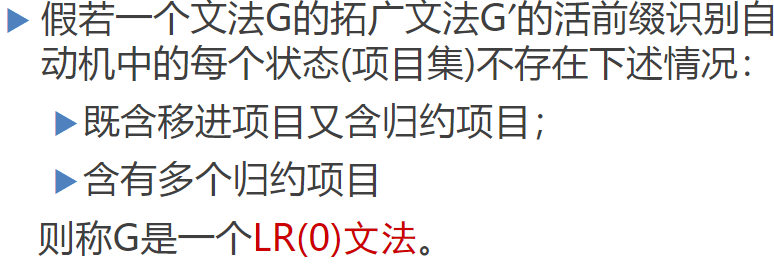 假若一个文法G的拓广文法G′的活前缀识别自
动机中的每个状态(项目集)不存在下述情况：
既含移进项目又含归约项目；
含有多个归约项目
则称G是一个LR(0)文法。